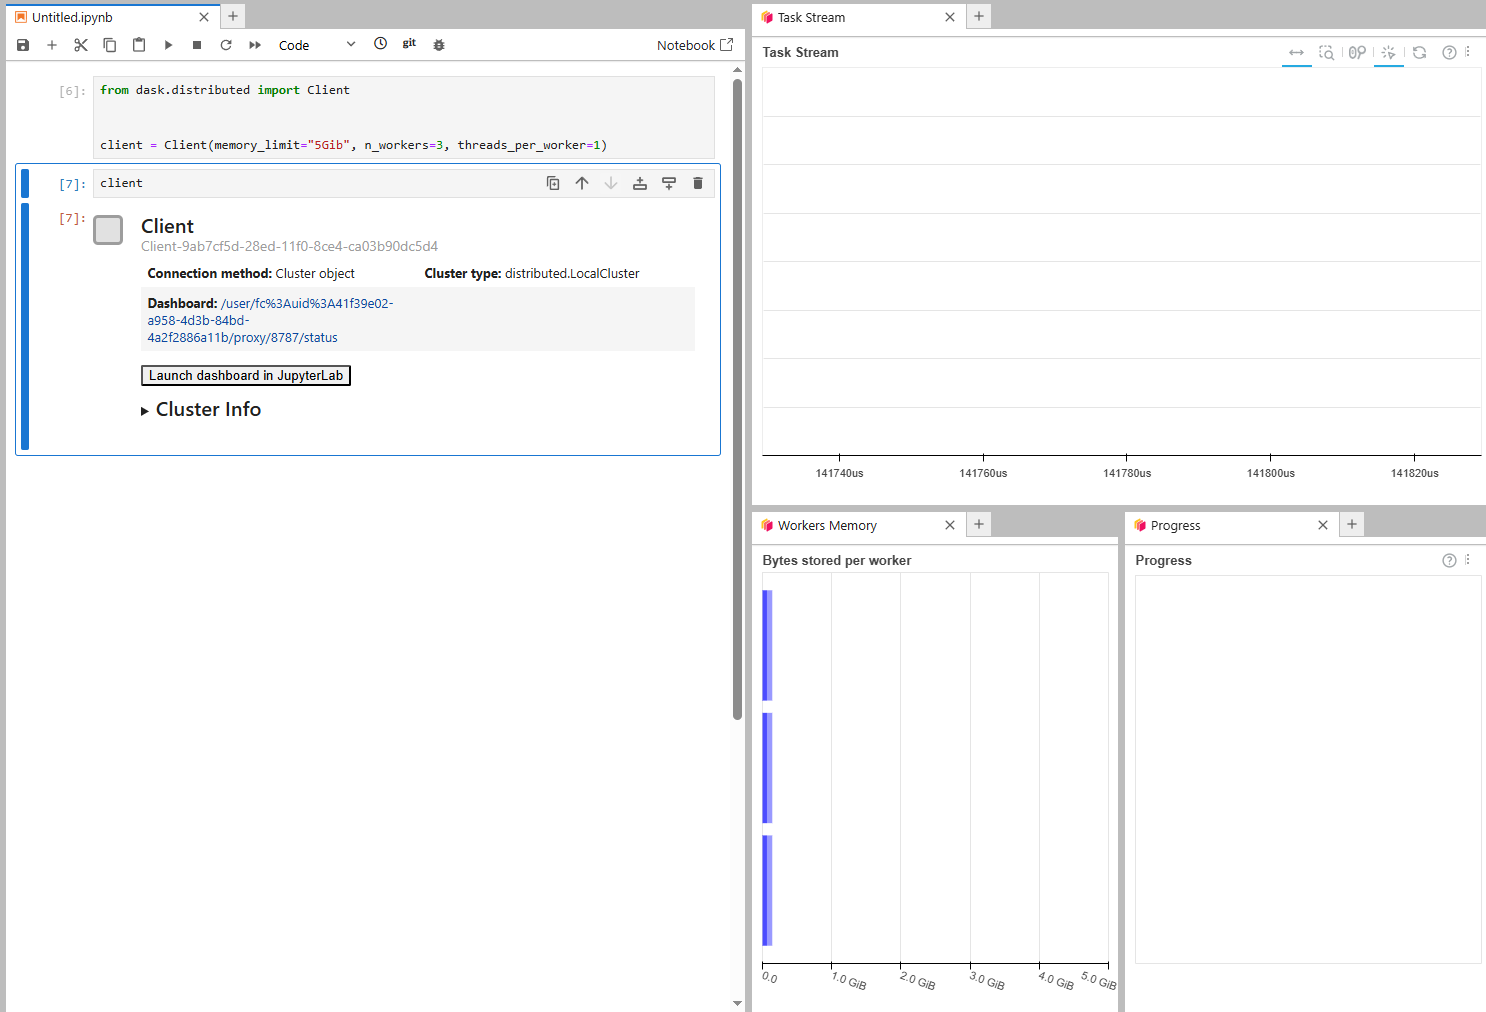 Untitled.ipynb
Code
git
Notebook
[6]:
from dask.distributed import Client
client = Client(memory_limit="5Gib", n_workers=3, threads_per_worker=1)
[7]:
client
[7]:
Client
Client-9ab7cf5d-28ed-11f0-8ce4-ca03b90dc5d4
Connection method: Cluster object
Cluster type: distributed.LocalCluster
Dashboard: /user/fc%3Auid%3A41f39e02-
a958-4d3b-84bd-
4a2f2886a11b/proxy/8787/status
Launch dashboard in JupyterLab
Cluster Info
Task Stream
Task Stream
141740us
141760us
141780us
141800us
141820us
Workers Memory
Bytes stored per worker
0.0
1.0 GiB
2.0 GiB
3.0 GiB
4.0 GiB
5.0 GiB
Progress
Progress